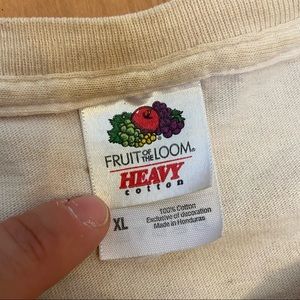 FRUIT OF THE LOOM®
HEAVY
cotton
XL
100% Cotton
Exclusive of decoration
Made in Honduras